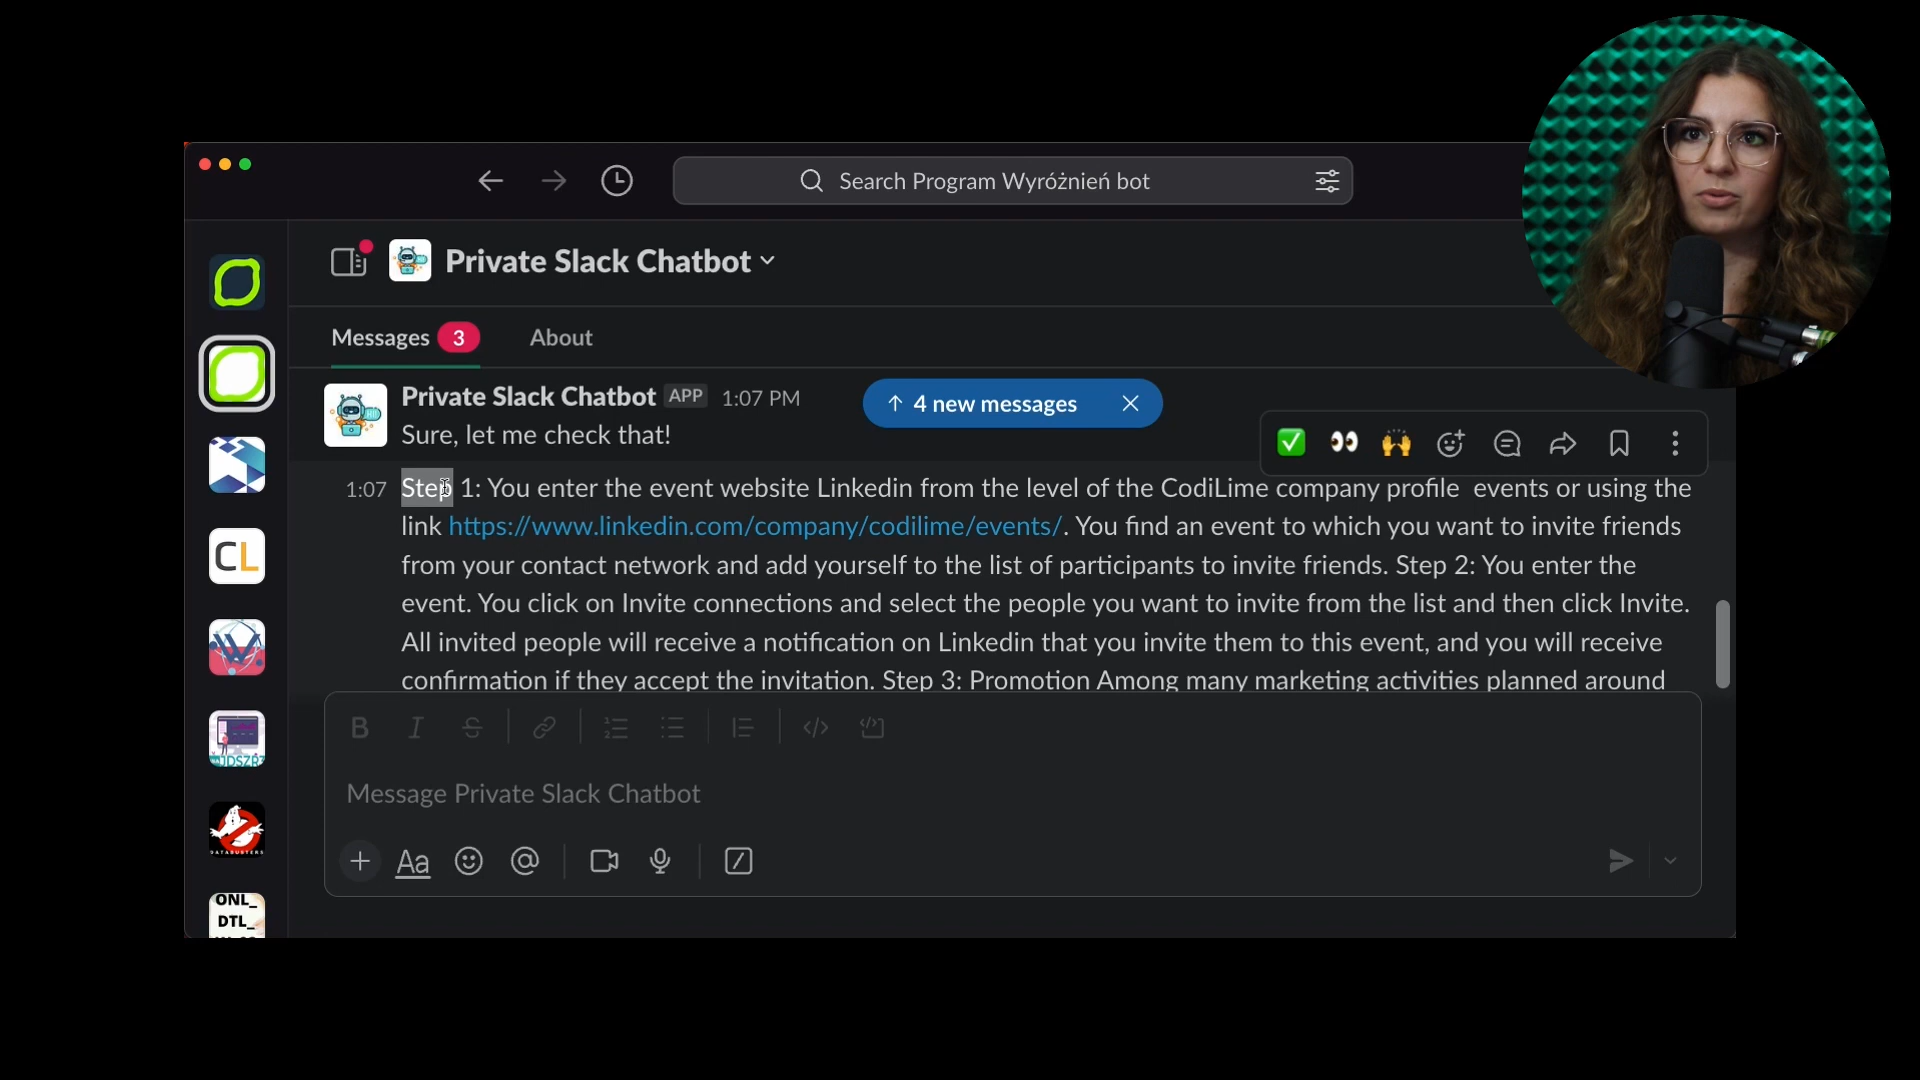 Search Program Wyróżnień bot
Private Slack Chatbot
Messages 3
About
Private Slack Chatbot APP 1:07 PM
4 new messages
Sure, let me check that!
1:07 Step 1: You enter the event website Linkedin from the level of the CodiLime company profile events or using the
link https://www.linkedin.com/company/codilime/events/. You find an event to which you want to invite friends
from your contact network and add yourself to the list of participants to invite friends. Step 2: You enter the
event. You click on Invite connections and select the people you want to invite from the list and then click Invite.
All invited people will receive a notification on Linkedin that you invite them to this event, and you will receive
confirmation if they accept the invitation. Step 3: Promotion Among many marketing activities planned around
CL
W
JDSZR
DATABUSTERS
ONL_
DTL_
B I S
Message Private Slack Chatbot
Aa